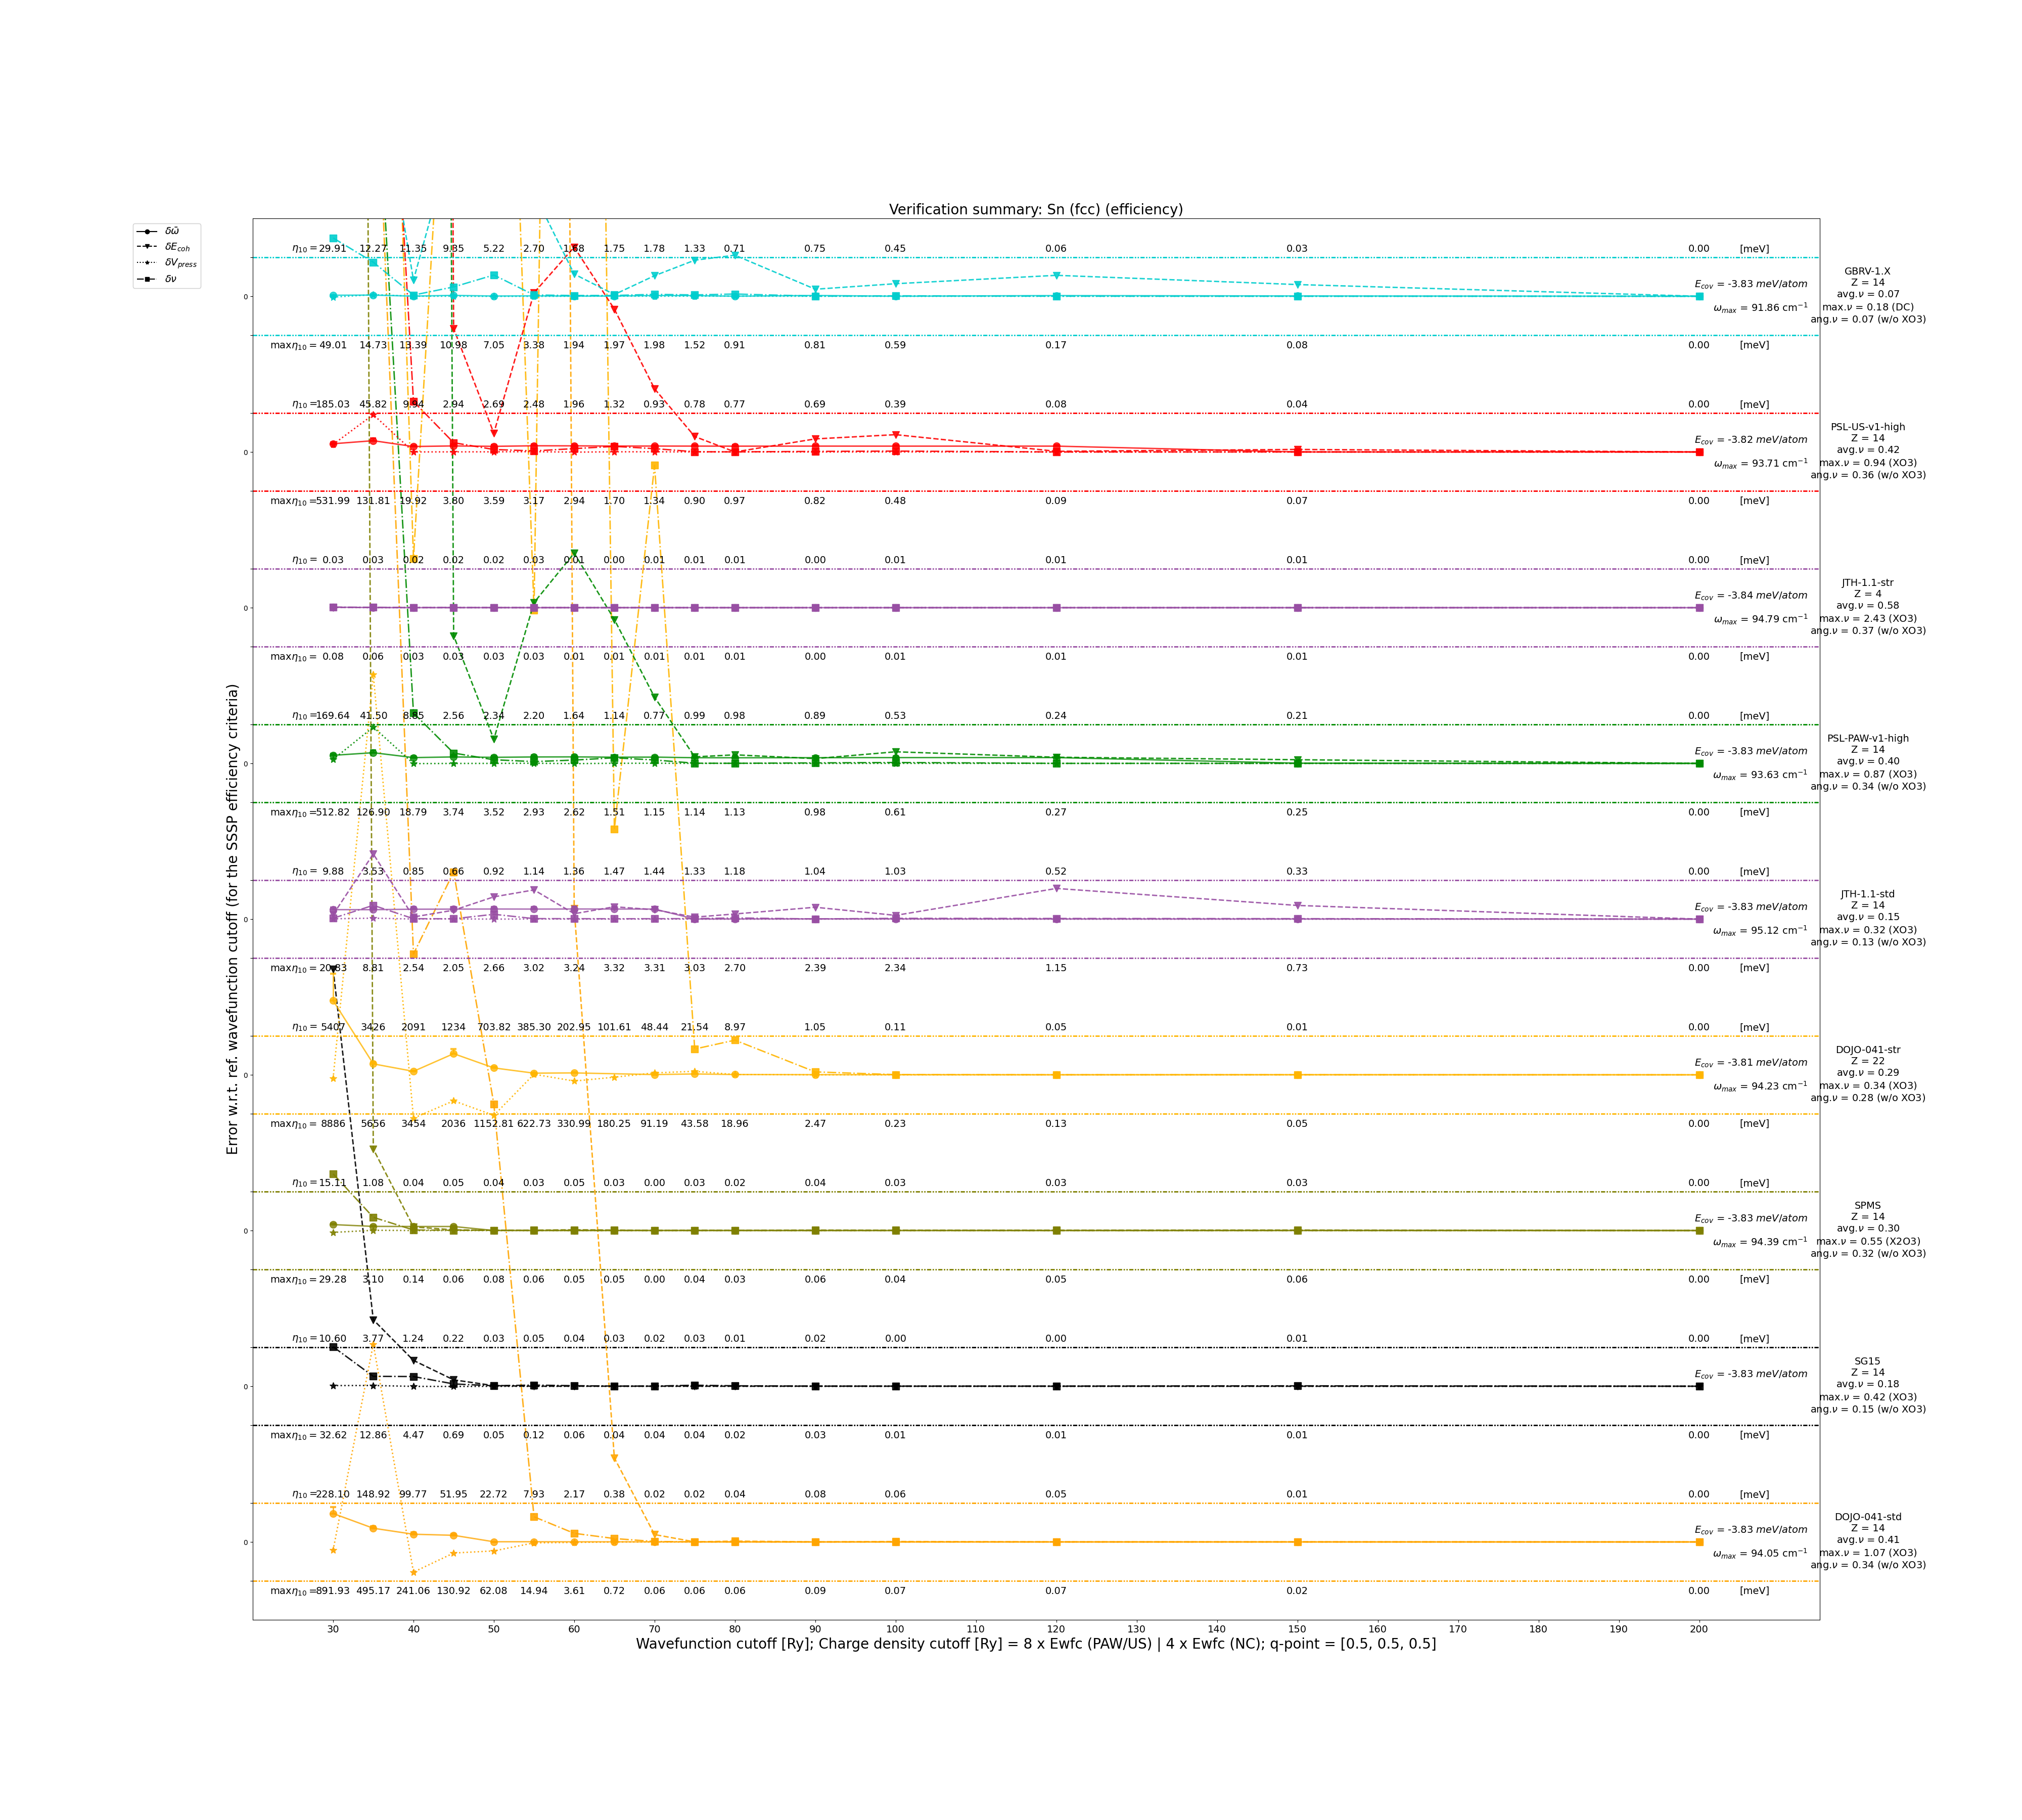 Verification summary: Sn (fcc) (efficiency)
δω̄
δE_coh
δV_press
δν
Error w.r.t. ref. wavefunction cutoff (for the SSSP efficiency criteria)
η₁₀ = 29.91 12.27 11.35 9.35 5.22 2.70 1.68 1.75 1.78 1.33 0.71 0.75 0.45 0.06 0.03 0.00 [meV]
0
E_cov = -3.83 meV/atom
ω_max = 91.86 cm⁻¹
GBRV-1.X
Z = 14
avg.ν = 0.07
max.ν = 0.18 (DC)
ang.ν = 0.07 (w/o XO3)
maxη₁₀ = 49.01 14.73 13.39 10.98 7.05 3.38 1.94 1.97 1.98 1.52 0.91 0.81 0.59 0.17 0.08 0.00 [meV]
η₁₀ = 185.03 45.82 9.94 2.94 2.69 2.48 1.96 1.32 0.93 0.78 0.77 0.69 0.39 0.08 0.04 0.00 [meV]
0
E_cov = -3.82 meV/atom
ω_max = 93.71 cm⁻¹
PSL-US-v1-high
Z = 14
avg.ν = 0.42
max.ν = 0.94 (XO3)
ang.ν = 0.36 (w/o XO3)
maxη₁₀ = 531.99 131.81 19.92 3.80 3.59 3.17 2.94 1.70 1.34 0.90 0.97 0.82 0.48 0.09 0.07 0.00 [meV]
η₁₀ = 0.03 0.03 0.02 0.02 0.02 0.03 0.01 0.00 0.01 0.01 0.01 0.00 0.01 0.01 0.01 0.00 [meV]
0
E_cov = -3.84 meV/atom
ω_max = 94.79 cm⁻¹
JTH-1.1-str
Z = 4
avg.ν = 0.58
max.ν = 2.43 (XO3)
ang.ν = 0.37 (w/o XO3)
maxη₁₀ = 0.08 0.06 0.03 0.03 0.03 0.03 0.01 0.01 0.01 0.01 0.01 0.00 0.01 0.01 0.01 0.00 [meV]
η₁₀ = 169.64 41.50 8.85 2.56 2.34 2.20 1.64 1.14 0.77 0.99 0.98 0.89 0.53 0.24 0.21 0.00 [meV]
0
E_cov = -3.83 meV/atom
ω_max = 93.63 cm⁻¹
PSL-PAW-v1-high
Z = 14
avg.ν = 0.40
max.ν = 0.87 (XO3)
ang.ν = 0.34 (w/o XO3)
maxη₁₀ = 512.82 126.90 18.79 3.74 3.52 2.93 2.62 1.51 1.15 1.14 1.13 0.98 0.61 0.27 0.25 0.00 [meV]
η₁₀ = 9.88 3.53 0.85 0.66 0.92 1.14 1.36 1.47 1.44 1.33 1.18 1.04 1.03 0.52 0.33 0.00 [meV]
0
E_cov = -3.83 meV/atom
ω_max = 95.12 cm⁻¹
JTH-1.1-std
Z = 14
avg.ν = 0.15
max.ν = 0.32 (XO3)
ang.ν = 0.13 (w/o XO3)
maxη₁₀ = 20.83 8.81 2.54 2.05 2.66 3.02 3.24 3.32 3.31 3.03 2.70 2.39 2.34 1.15 0.73 0.00 [meV]
η₁₀ = 5407 3426 2091 1234 703.82 385.30 202.95 101.61 48.44 21.54 8.97 1.05 0.11 0.05 0.01 0.00 [meV]
0
E_cov = -3.81 meV/atom
ω_max = 94.23 cm⁻¹
DOJO-041-str
Z = 22
avg.ν = 0.29
max.ν = 0.34 (XO3)
ang.ν = 0.28 (w/o XO3)
maxη₁₀ = 8886 5656 3454 2036 1152.81 622.73 330.99 180.25 91.19 43.58 18.96 2.47 0.23 0.13 0.05 0.00 [meV]
η₁₀ = 15.11 1.08 0.04 0.05 0.04 0.03 0.05 0.03 0.00 0.03 0.02 0.04 0.03 0.03 0.03 0.00 [meV]
0
E_cov = -3.83 meV/atom
ω_max = 94.39 cm⁻¹
SPMS
Z = 14
avg.ν = 0.30
max.ν = 0.55 (X2O3)
ang.ν = 0.32 (w/o XO3)
maxη₁₀ = 29.28 3.10 0.14 0.06 0.08 0.06 0.05 0.05 0.00 0.04 0.03 0.06 0.04 0.05 0.06 0.00 [meV]
η₁₀ = 10.60 3.77 1.24 0.22 0.03 0.05 0.04 0.03 0.02 0.03 0.01 0.02 0.00 0.00 0.01 0.00 [meV]
0
E_cov = -3.83 meV/atom
SG15
Z = 14
avg.ν = 0.18
max.ν = 0.42 (XO3)
ang.ν = 0.15 (w/o XO3)
maxη₁₀ = 32.62 12.86 4.47 0.69 0.05 0.12 0.06 0.04 0.04 0.04 0.02 0.03 0.01 0.01 0.01 0.00 [meV]
η₁₀ = 228.10 148.92 99.77 51.95 22.72 7.93 2.17 0.38 0.02 0.02 0.04 0.08 0.06 0.05 0.01 0.00 [meV]
0
E_cov = -3.83 meV/atom
ω_max = 94.05 cm⁻¹
DOJO-041-std
Z = 14
avg.ν = 0.41
max.ν = 1.07 (XO3)
ang.ν = 0.34 (w/o XO3)
maxη₁₀ = 891.93 495.17 241.06 130.92 62.08 14.94 3.61 0.72 0.06 0.06 0.06 0.09 0.07 0.07 0.02 0.00 [meV]
30 40 50 60 70 80 90 100 110 120 130 140 150 160 170 180 190 200
Wavefunction cutoff [Ry]; Charge density cutoff [Ry] = 8 x Ewfc (PAW/US) | 4 x Ewfc (NC); q-point = [0.5, 0.5, 0.5]